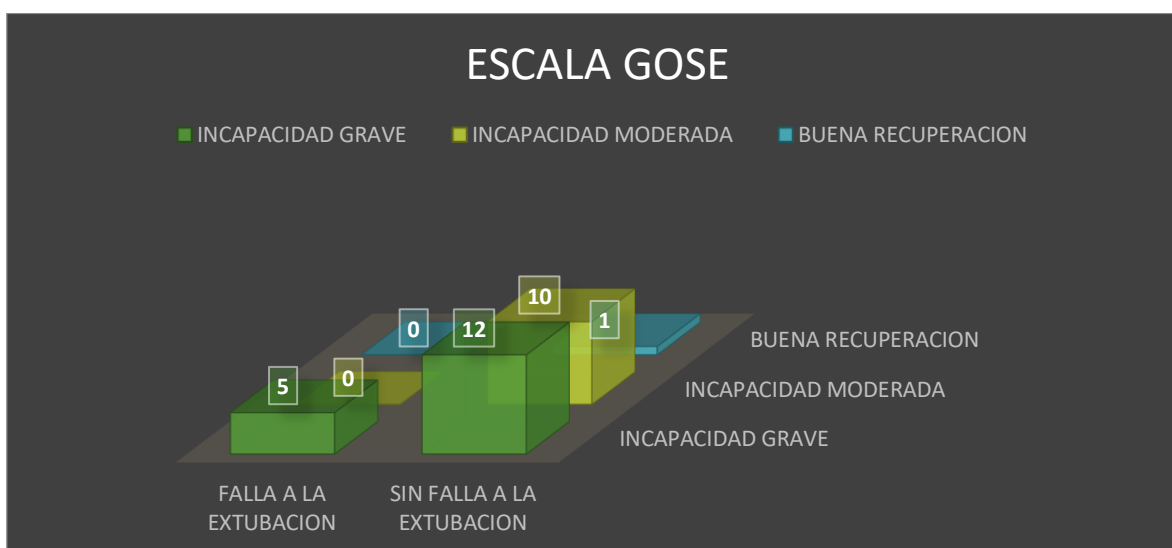 ESCALA GOSE
INCAPACIDAD GRAVE INCAPACIDAD MODERADA BUENA RECUPERACION
10
0 12 1
5 0
BUENA RECUPERACION
INCAPACIDAD MODERADA
INCAPACIDAD GRAVE
FALLA A LA
EXTUBACION
SIN FALLA A LA
EXTUBACION